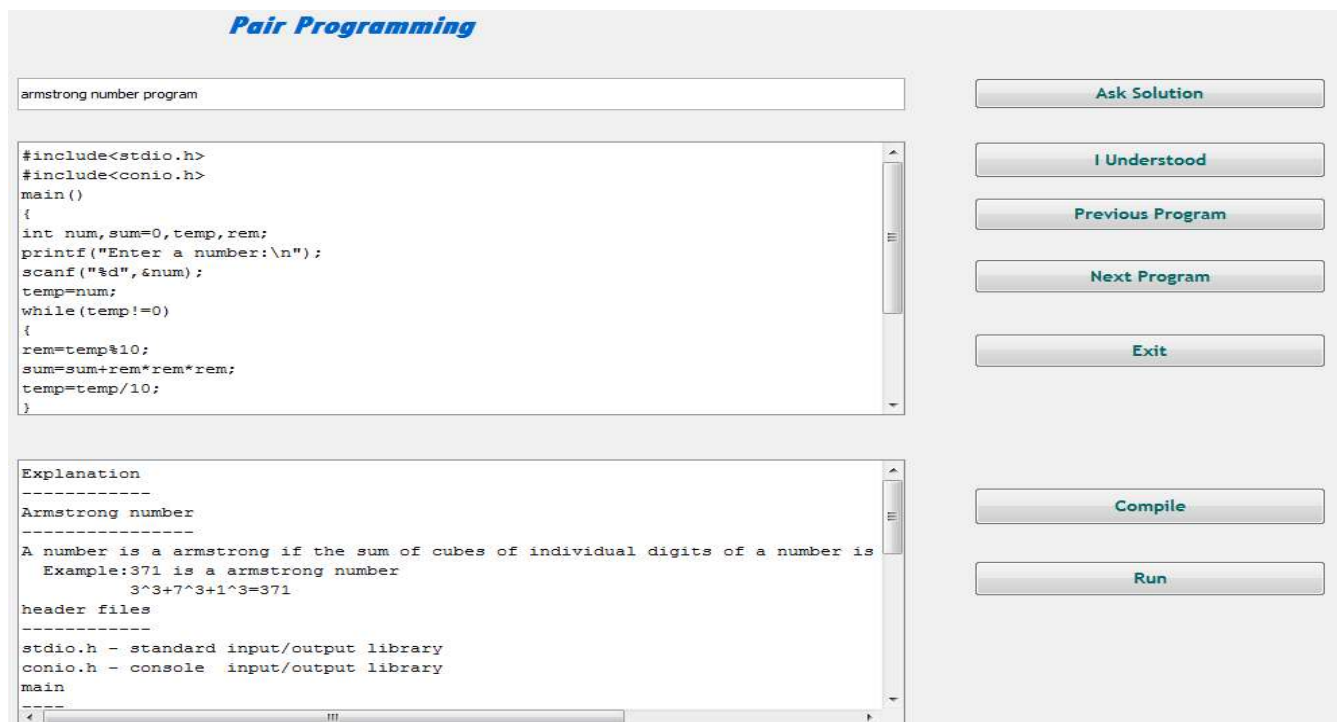 Pair Programming
armstrong number program
Ask Solution
#include<stdio.h>
#include<conio.h>
main()
{
int num,sum=0,temp,rem;
printf("Enter a number:\n");
scanf("%d",&num);
temp=num;
while(temp!=0)
{
rem=temp%10;
sum=sum+rem*rem*rem;
temp=temp/10;
}
I Understood
Previous Program
Next Program
Exit
Explanation
------------
Armstrong number
----------------
A number is a armstrong if the sum of cubes of individual digits of a number is
Example:371 is a armstrong number
3^3+7^3+1^3=371
header files
------------
stdio.h - standard input/output library
conio.h - console  input/output library
main
----
Compile
Run